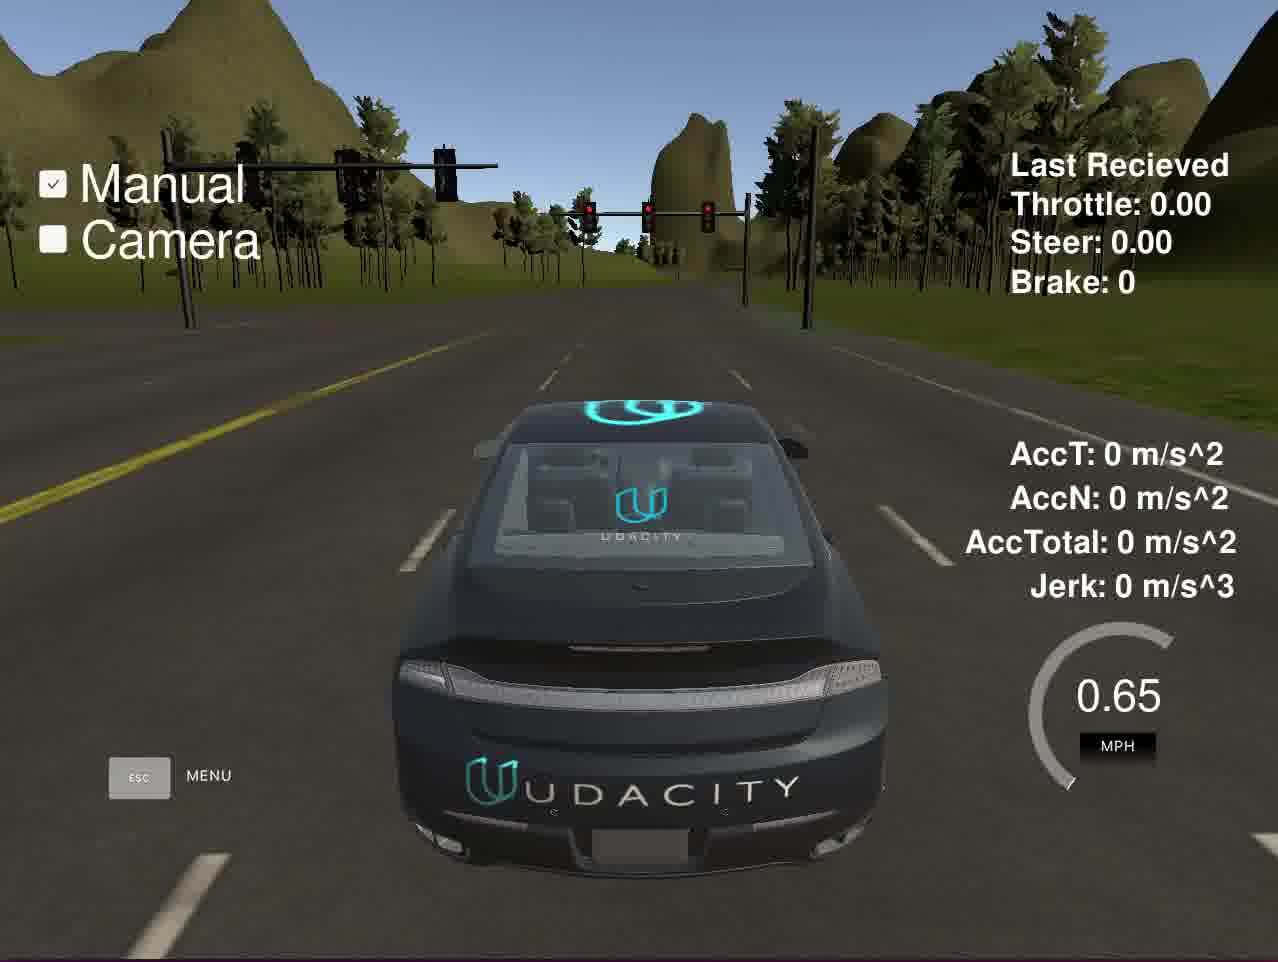 Manual
Camera
Last Recieved
Throttle: 0.00
Steer: 0.00
Brake: 0
AccT: 0 m/s^2
AccN: 0 m/s^2
AccTotal: 0 m/s^2
Jerk: 0 m/s^3
UDACITY
0.65
MPH
ESC
MENU
UDACITY